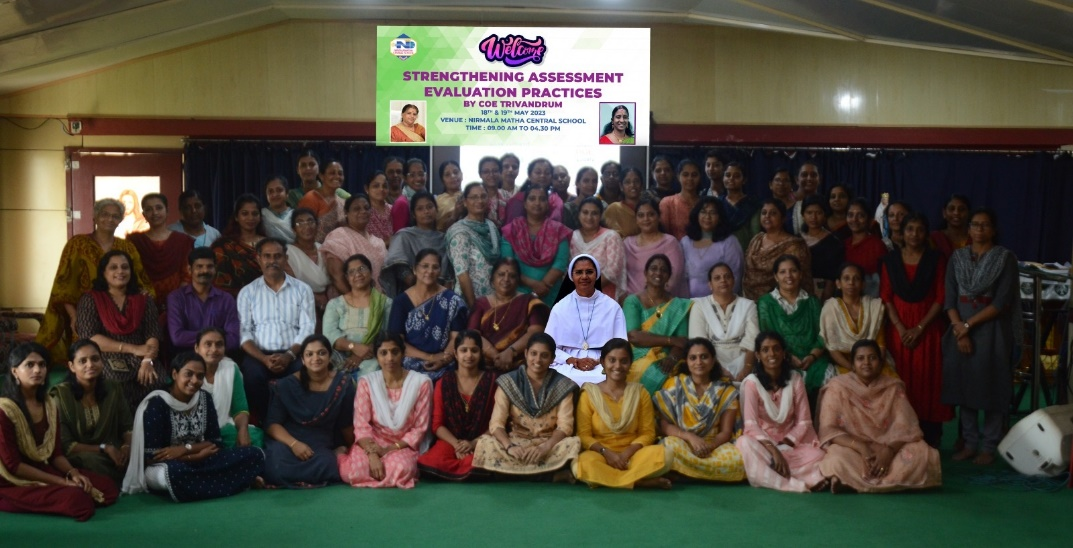 Welcome
STRENGTHENING ASSESSMENT
EVALUATION PRACTICES
BY COE TRIVANDRUM
18TH & 19TH MAY 2023
VENUE : NIRMALA MATHA CENTRAL SCHOOL
TIME : 09.00 AM TO 04.30 PM